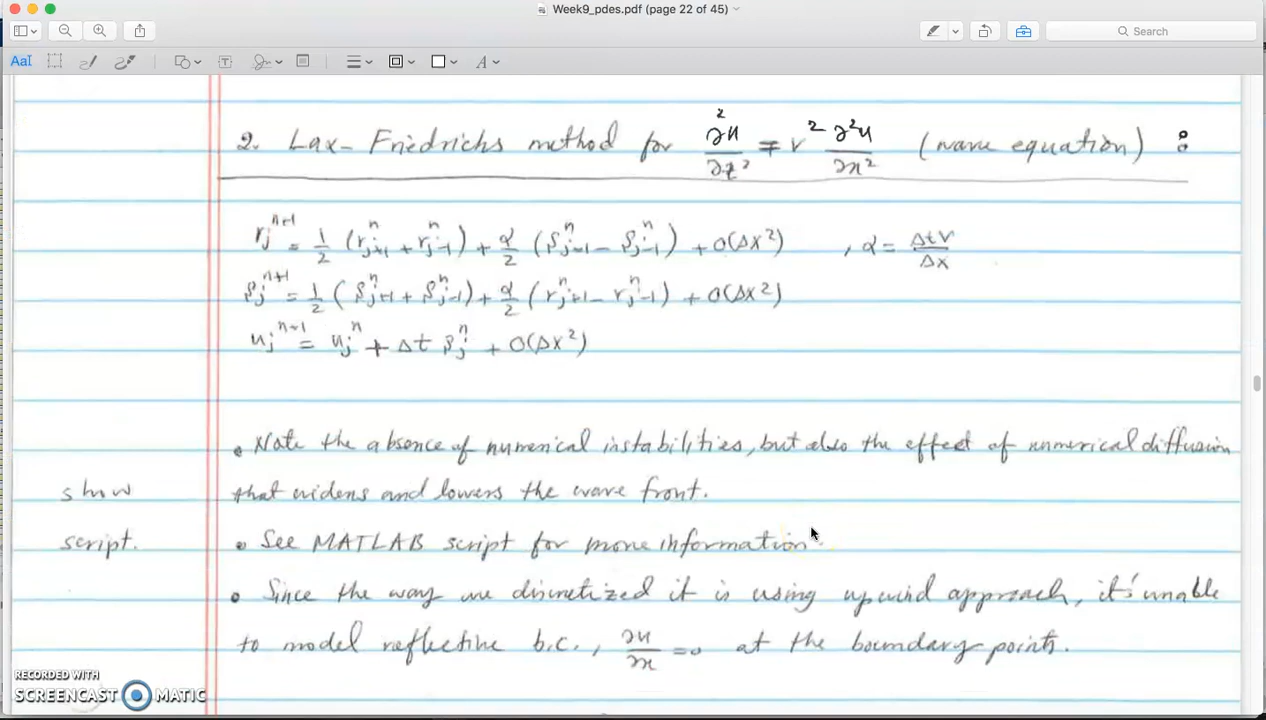 Week9_pdes.pdf (page 22 of 45)
Search
AaI
T
A
2. Lax-Friedrichs method for ∂²u/∂t² = v² ∂²u/∂x² (wave equation) :
r_j^{n+1} = 1/2 (r_{j+1}^n + r_{j-1}^n) + α/2 (s_{j+1}^n - s_{j-1}^n) + O(Δx²) , α = Δtv/Δx
s_j^{n+1} = 1/2 (s_{j+1}^n + s_{j-1}^n) + α/2 (r_{j+1}^n - r_{j-1}^n) + O(Δx²)
u_j^{n+1} = u_j^n + Δt s_j^n + O(Δx²)
• Note the absence of numerical instabilities, but also the effect of numerical diffusion
show that widens and lowers the wave front.
script. • See MATLAB script for more information.
• Since the way we discretized it is using upwind approach, it's unable
to model reflective b.c., ∂u/∂x = 0 at the boundary points.
RECORDED WITH
SCREENCAST MATIC